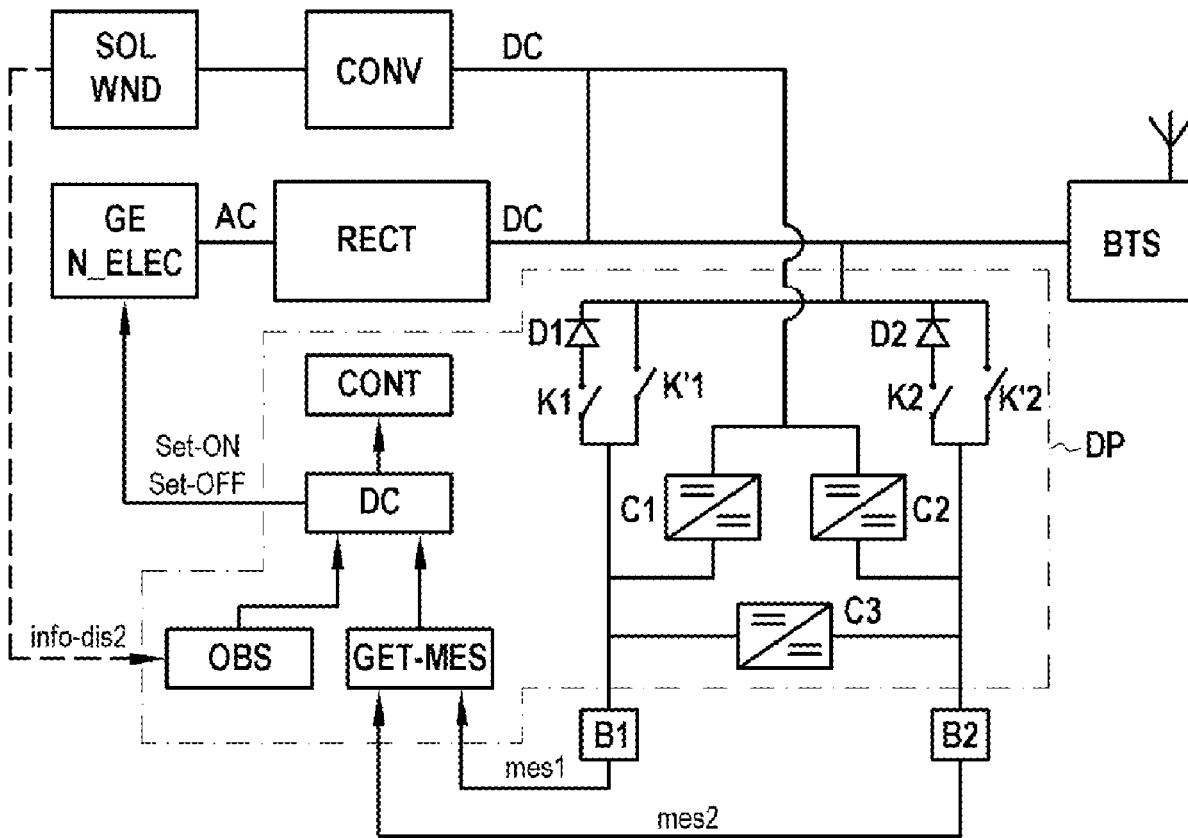 SOL
WND
CONV
DC
GE
N_ELEC
AC
RECT
DC
BTS
D1
K1
K'1
D2
K2
K'2
DP
CONT
Set-ON
Set-OFF
DC
C1
C2
C3
info-dis2
OBS
GET-MES
B1
B2
mes1
mes2